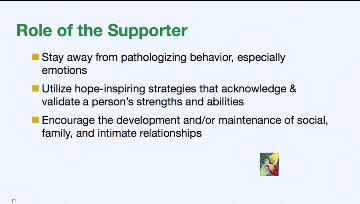 Role of the Supporter
Stay away from pathologizing behavior, especially
emotions
Utilize hope-inspiring strategies that acknowledge &
validate a person's strengths and abilities
Encourage the development and/or maintenance of social,
family, and intimate relationships